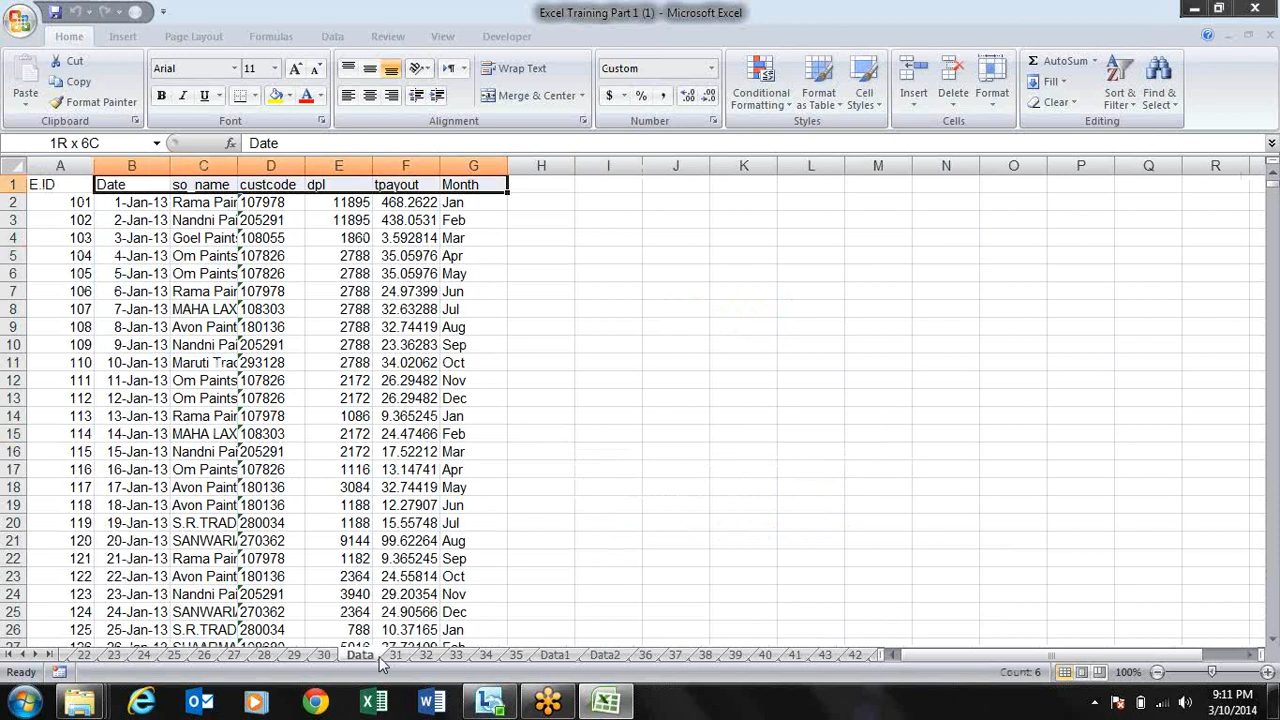 Excel Training Part 1 (1) - Microsoft Excel
Home Insert Page Layout Formulas Data Review View Developer
Cut
Copy
Format Painter
Paste
Clipboard
Arial 11
Font
Wrap Text
Merge & Center
Alignment
Custom
Number
Conditional Formatting
Format as Table
Cell Styles
Styles
Insert Delete Format
Cells
AutoSum
Fill
Clear
Sort & Filter
Find & Select
Editing
1R x 6C fx Date
A B C D E F G H I J K L M N O P Q R
1 E.ID Date so_name custcode dpl tpayout Month
2 101 1-Jan-13 Rama Pair 107978 11895 468.2622 Jan
3 102 2-Jan-13 Nandni Pa 205291 11895 438.0531 Feb
4 103 3-Jan-13 Goel Paints 108055 1860 3.592814 Mar
5 104 4-Jan-13 Om Paints 107826 2788 35.05976 Apr
6 105 5-Jan-13 Om Paints 107826 2788 35.05976 May
7 106 6-Jan-13 Rama Pair 107978 2788 24.97399 Jun
8 107 7-Jan-13 MAHA LAX 108303 2788 32.63288 Jul
9 108 8-Jan-13 Avon Paint 180136 2788 32.74419 Aug
10 109 9-Jan-13 Nandni Pa 205291 2788 23.36283 Sep
11 110 10-Jan-13 Maruti Trac 293128 2788 34.02062 Oct
12 111 11-Jan-13 Om Paints 107826 2172 26.29482 Nov
13 112 12-Jan-13 Om Paints 107826 2172 26.29482 Dec
14 113 13-Jan-13 Rama Pair 107978 1086 9.365245 Jan
15 114 14-Jan-13 MAHA LAX 108303 2172 24.47466 Feb
16 115 15-Jan-13 Nandni Pa 205291 2172 17.52212 Mar
17 116 16-Jan-13 Om Paints 107826 1116 13.14741 Apr
18 117 17-Jan-13 Avon Paint 180136 3084 32.74419 May
19 118 18-Jan-13 Avon Paint 180136 1188 12.27907 Jun
20 119 19-Jan-13 S.R.TRAD 280034 1188 15.55748 Jul
21 120 20-Jan-13 SANWARI 270362 9144 99.62264 Aug
22 121 21-Jan-13 Rama Pair 107978 1182 9.365245 Sep
23 122 22-Jan-13 Avon Paint 180136 2364 24.55814 Oct
24 123 23-Jan-13 Nandni Pa 205291 3940 29.20354 Nov
25 124 24-Jan-13 SANWARI 270362 2364 24.90566 Dec
26 125 25-Jan-13 S.R.TRAD 280034 788 10.37165 Jan
22 23 24 25 26 27 28 29 30 Data 31 32 33 34 35 Data1 Data2 36 37 38 39 40 41 43 42
Ready Count: 6 100%
9:11 PM
3/10/2014